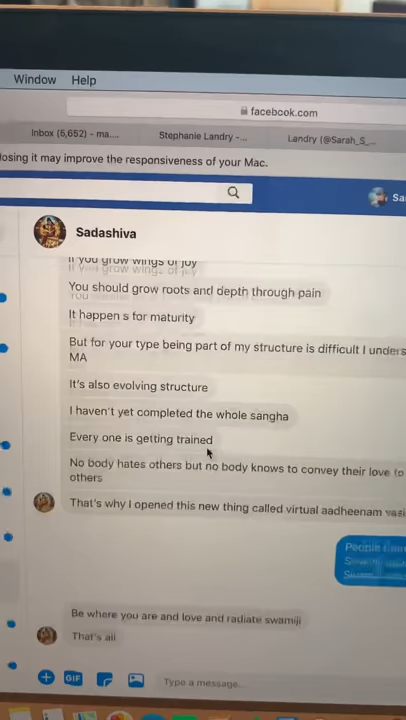 Window Help
facebook.com
Inbox (6,652) - ma.... Stephanie Landry -... Landry (@Sarah_S_...
losing it may improve the responsiveness of your Mac.
Sa
Sadashiva
If you grow wings of joy
You should grow roots and depth through pain
It happen s for maturity
But for your type being part of my structure is difficult I unders
MA
It's also evolving structure
I haven't yet completed the whole sangha
Every one is getting trained
No body hates others but no body knows to convey their love to
others
That's why I opened this new thing called virtual aadheenam vasi
People
Be where you are and love and radiate swamiji
That's all
GIF
Type a message...